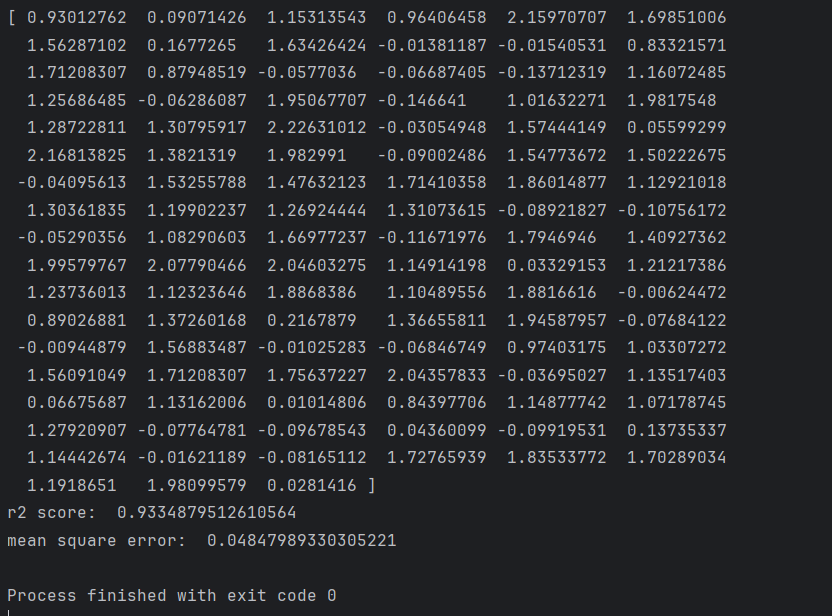 [ 0.93012762  0.09071426  1.15313543  0.96406458  2.15970707  1.69851006
  1.56287102  0.1677265   1.63426424 -0.01381187 -0.01540531  0.83321571
  1.71208307  0.87948519 -0.0577036  -0.06687405 -0.13712319  1.16072485
  1.25686485 -0.06286087  1.95067707 -0.146641    1.01632271  1.9817548
  1.28722811  1.30795917  2.22631012 -0.03054948  1.57444149  0.05599299
  2.16813825  1.3821319   1.982991   -0.09002486  1.54773672  1.50222675
 -0.04095613  1.53255788  1.47632123  1.71410358  1.86014877  1.12921018
  1.30361835  1.19902237  1.26924444  1.31073615 -0.08921827 -0.10756172
 -0.05290356  1.08290603  1.66977237 -0.11671976  1.7946946   1.40927362
  1.99579767  2.07790466  2.04603275  1.14914198  0.03329153  1.21217386
  1.23736013  1.12323646  1.8868386   1.10489556  1.8816616  -0.00624472
  0.89026881  1.37260168  0.2167879   1.36655811  1.94587957 -0.07684122
 -0.00944879  1.56883487 -0.01025283 -0.06846749  0.97403175  1.03307272
  1.56091049  1.71208307  1.75637227  2.04357833 -0.03695027  1.13517403
  0.06675687  1.13162006  0.01014806  0.84397706  1.14877742  1.07178745
  1.27920907 -0.07764781 -0.09678543  0.04360099 -0.09919531  0.13735337
  1.14442674 -0.01621189 -0.08165112  1.72765939  1.83533772  1.70289034
  1.1918651   1.98099579  0.0281416 ]
r2 score:  0.9334879512610564
mean square error:  0.04847989330305221
Process finished with exit code 0